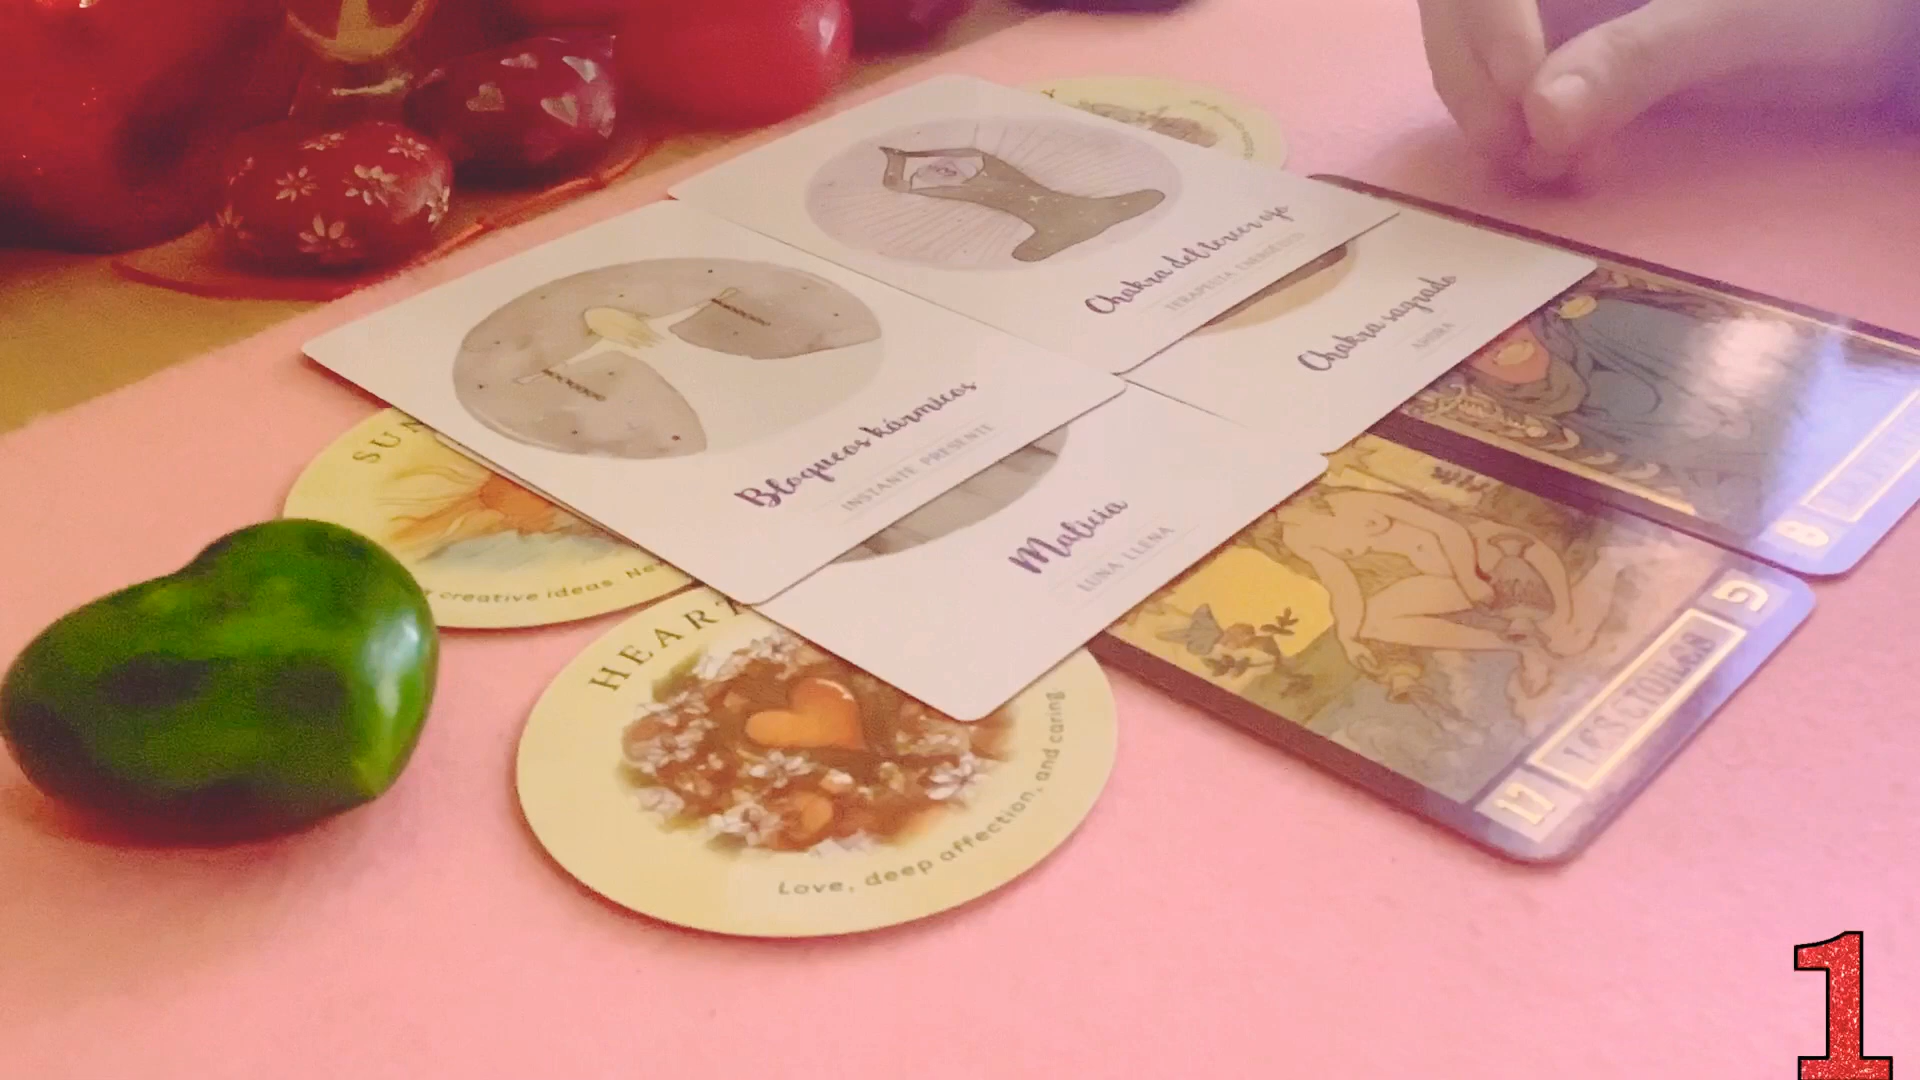 Chakra del tercer ojo
TERAPEUTA ENERGÉTICO
Chakra sagrado
AHORA
Bloqueos kármicos
INSTANTE PRESENTE
Malicia
LUNA LLENA
SUN
creative ideas. Ne
HEART
Love, deep affection, and caring
8
17
LES ETOILES
1